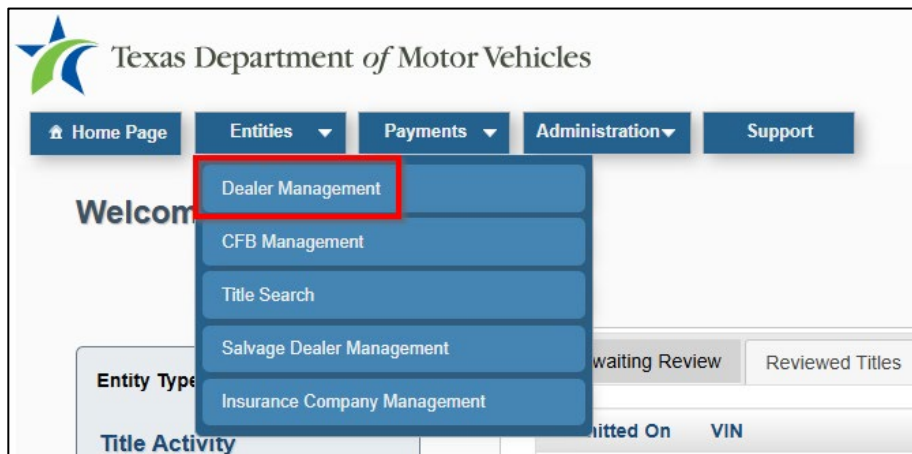 Texas Department of Motor Vehicles
Home Page Entities Payments Administration Support
Dealer Management
Welcom
CFB Management
Title Search
Salvage Dealer Management
waiting Review Reviewed Titles
Entity Type
Insurance Company Management
Title Activity
itted On VIN